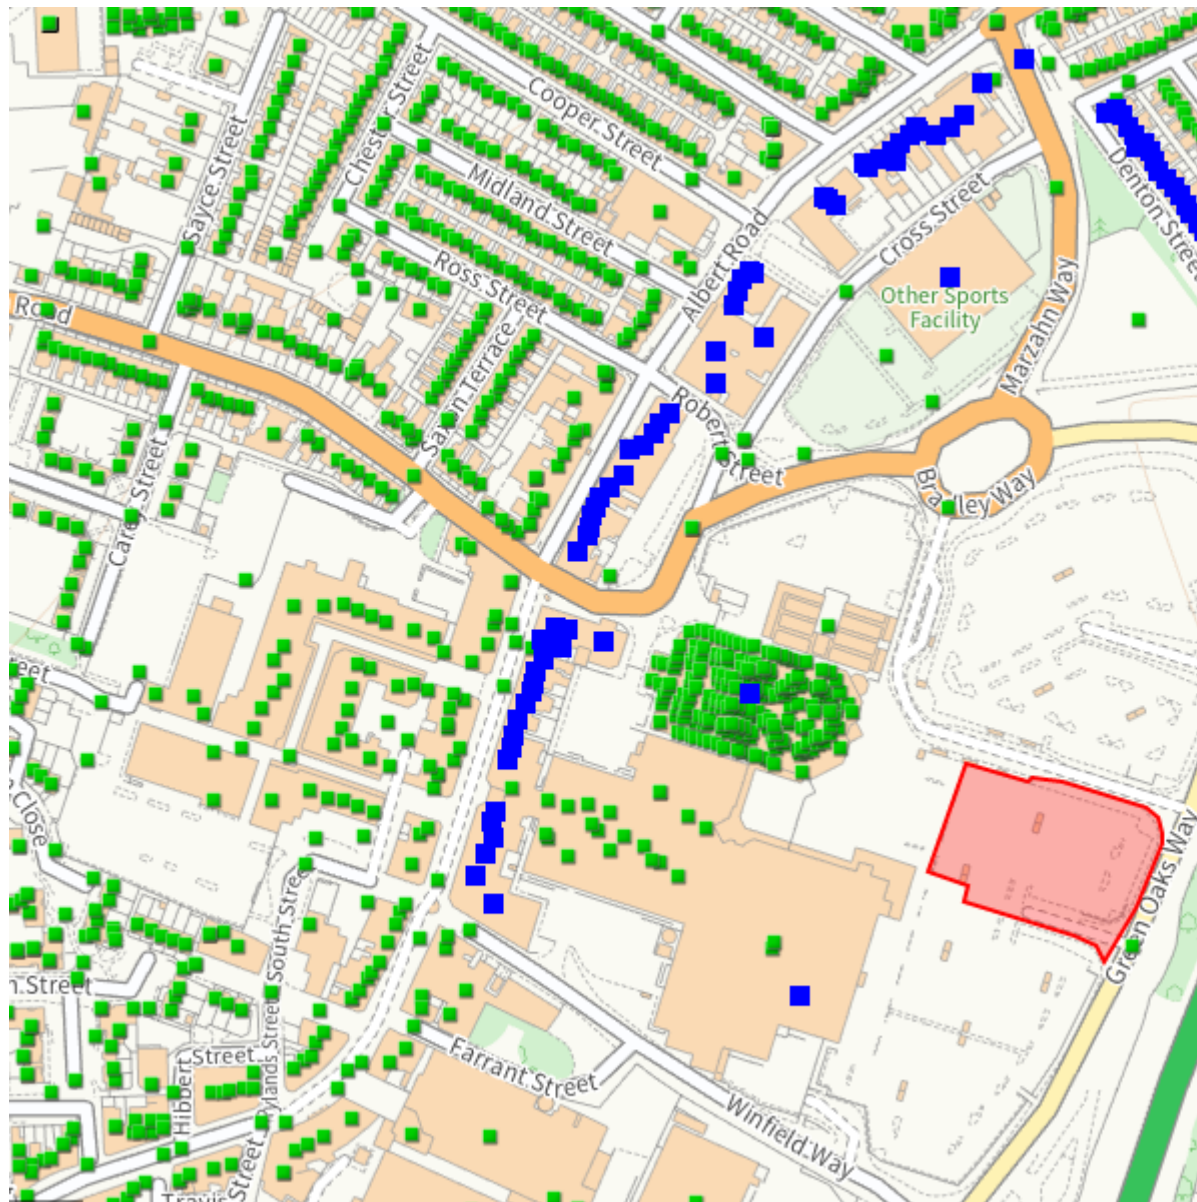 Cooper Street
Chester Street
Midland Street
Sayce Street
Denton Street
Cross Street
Albert Road
Ross Street
Other Sports
Facility
Road
Marzahn Way
Saxon Terrace
Robert Street
Bradley Way
Carey Street
Close
Green Oaks Way
South Street
Street
Hibbert Street
Rylands Street
Farrant Street
Winfield Way
Travis Street